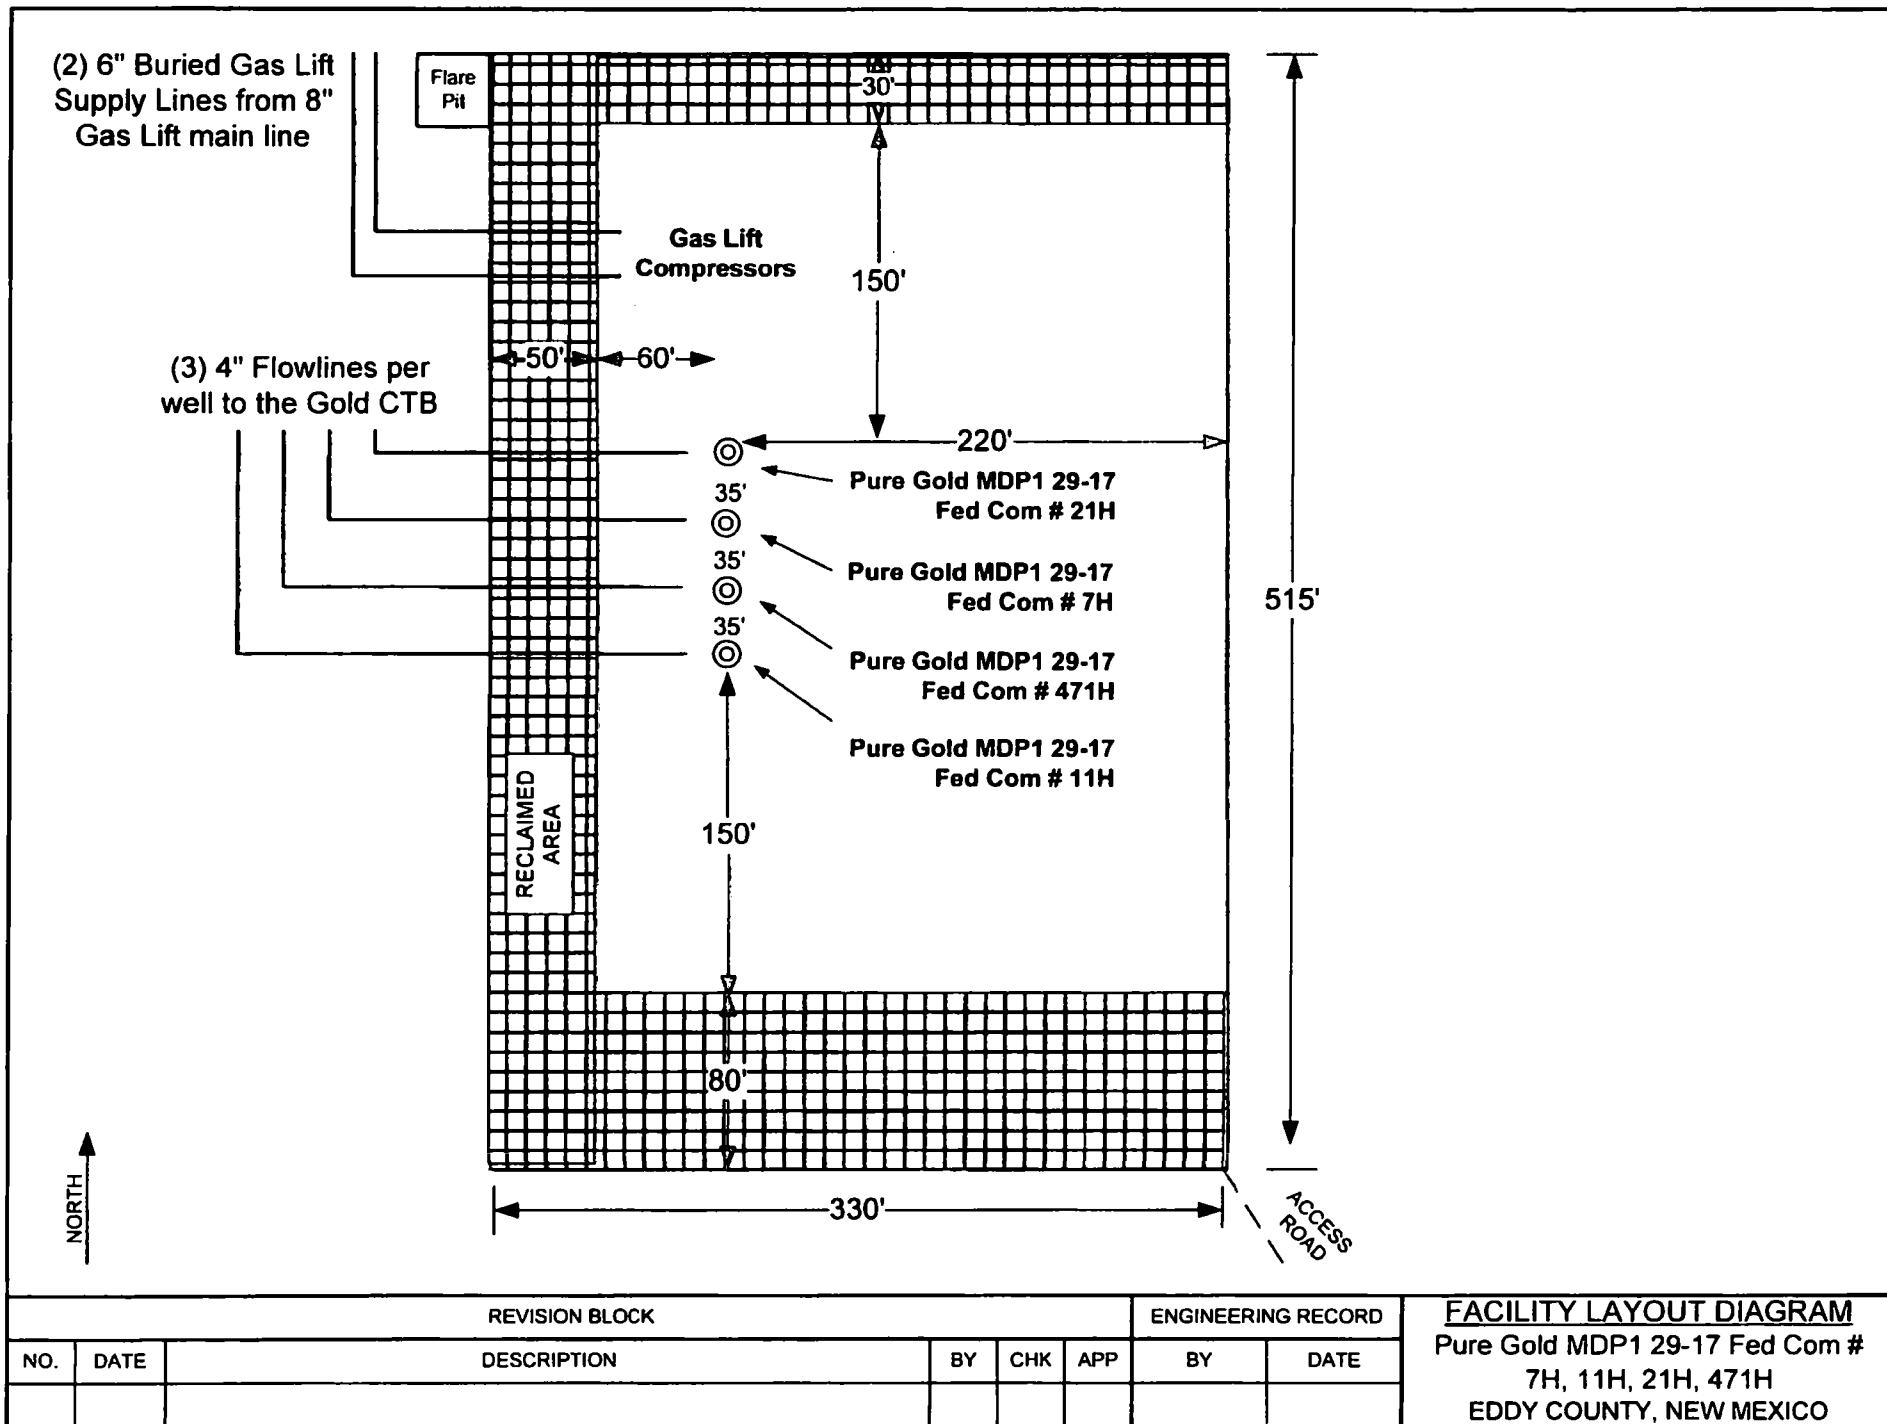 (2) 6" Buried Gas Lift
Supply Lines from 8"
Gas Lift main line
Flare
Pit
30'
Gas Lift
Compressors
150'
50'
60'
(3) 4" Flowlines per
well to the Gold CTB
220'
Pure Gold MDP1 29-17
Fed Com # 21H
35'
35'
Pure Gold MDP1 29-17
Fed Com # 7H
515'
35'
Pure Gold MDP1 29-17
Fed Com # 471H
Pure Gold MDP1 29-17
Fed Com # 11H
RECLAIMED
AREA
150'
80'
NORTH
330'
ACCESS
ROAD
REVISION BLOCK
ENGINEERING RECORD
NO.
DATE
DESCRIPTION
BY
CHK
APP
BY
DATE
FACILITY LAYOUT DIAGRAM
Pure Gold MDP1 29-17 Fed Com #
7H, 11H, 21H, 471H
EDDY COUNTY, NEW MEXICO